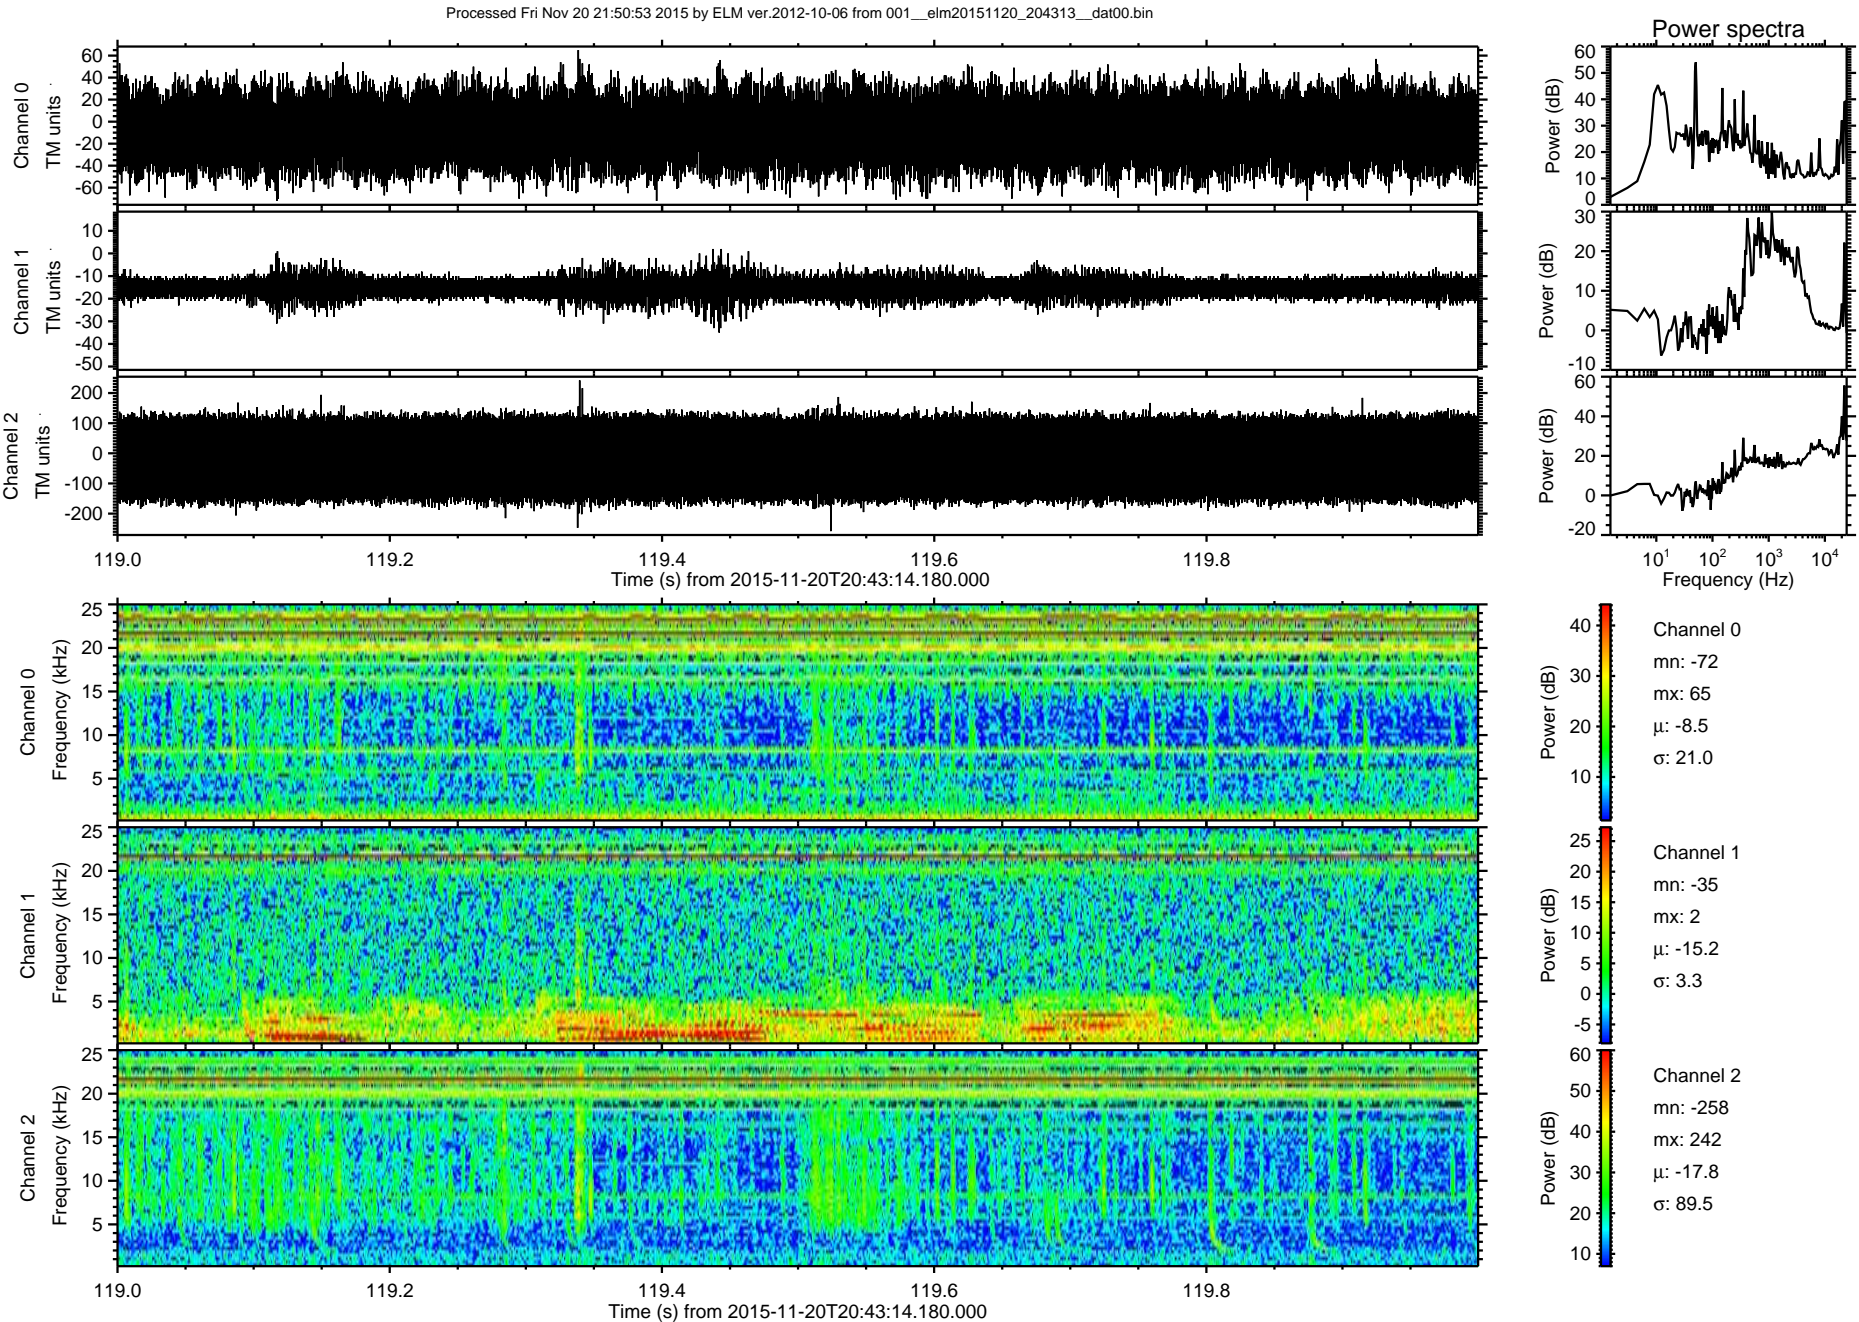 Processed Fri Nov 20 21:50:53 2015 by ELM ver.2012-10-06 from 001__elm20151120_204313__dat00.bin
Power spectra
Channel 0
TM units
60
40
20
0
-20
-40
-60
Power (dB)
60
50
40
30
20
10
0
Channel 1
TM units
10
0
-10
-20
-30
-40
-50
Power (dB)
30
20
10
0
-10
Channel 2
TM units
200
100
0
-100
-200
Power (dB)
60
40
20
0
-20
119.0 119.2 119.4 119.6 119.8
Time (s) from 2015-11-20T20:43:14.180.000
10¹ 10² 10³ 10⁴
Frequency (Hz)
Channel 0
Frequency (kHz)
25
20
15
10
5
Power (dB)
40
30
20
10
Channel 0
mn: -72
mx: 65
μ: -8.5
σ: 21.0
Channel 1
Frequency (kHz)
25
20
15
10
5
Power (dB)
25
20
15
10
5
0
-5
Channel 1
mn: -35
mx: 2
μ: -15.2
σ: 3.3
Channel 2
Frequency (kHz)
25
20
15
10
5
Power (dB)
60
50
40
30
20
10
Channel 2
mn: -258
mx: 242
μ: -17.8
σ: 89.5
119.0 119.2 119.4 119.6 119.8
Time (s) from 2015-11-20T20:43:14.180.000